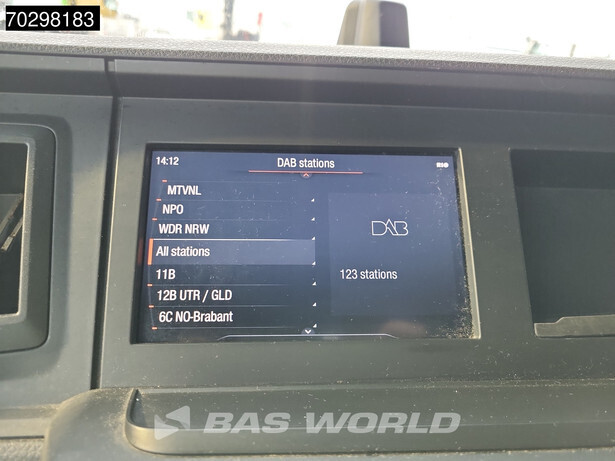 70298183
14:12
DAB stations
MTVNL
NPO
WDR NRW
All stations
11B
12B UTR / GLD
6C NO-Brabant
DAB
123 stations
BAS WORLD